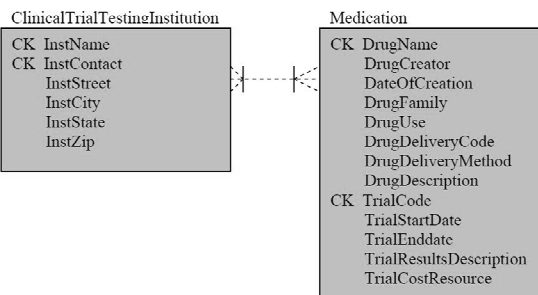 ClinicalTrialTestingInstitution
CK InstName
CK InstContact
InstStreet
InstCity
InstState
InstZip
Medication
CK DrugName
DrugCreator
DateOfCreation
DrugFamily
DrugUse
DrugDeliveryCode
DrugDeliveryMethod
DrugDescription
CK TrialCode
TrialStartDate
TrialEnddate
TrialResultsDescription
TrialCostResource